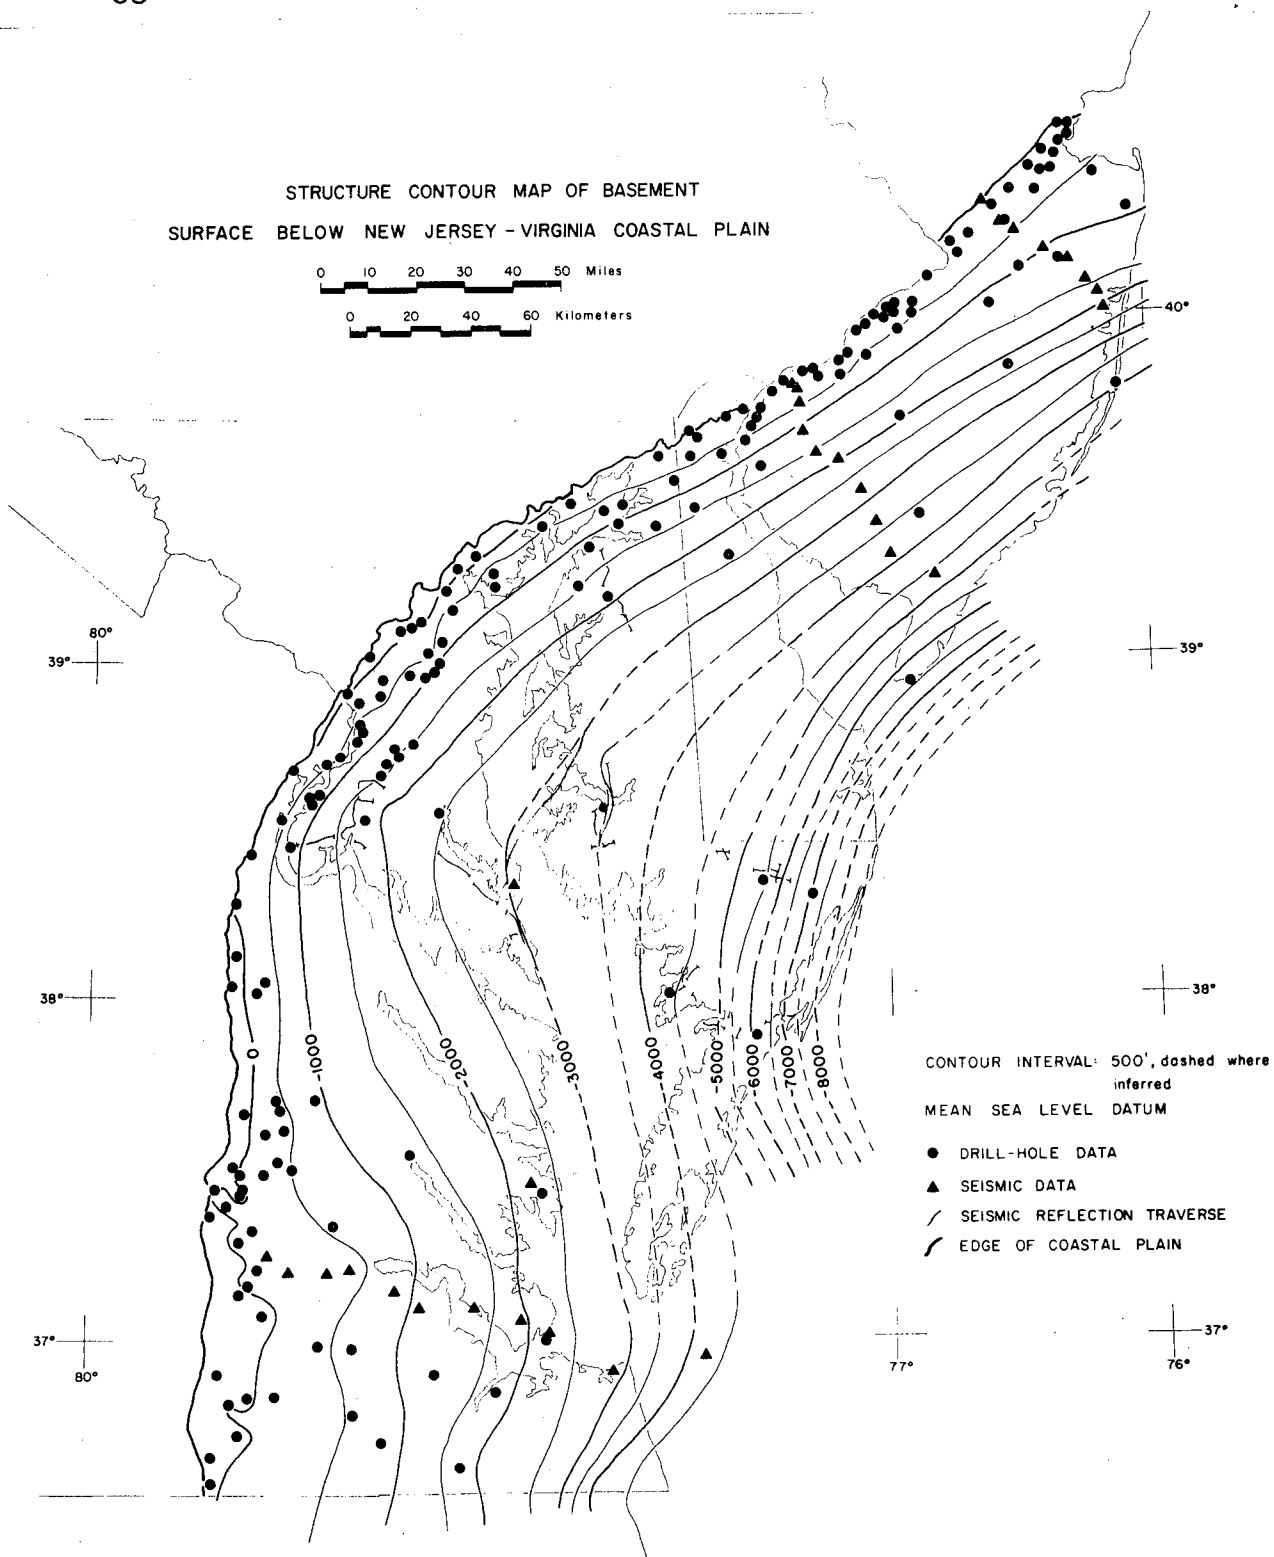 STRUCTURE CONTOUR MAP OF BASEMENT
SURFACE BELOW NEW JERSEY - VIRGINIA COASTAL PLAIN
0 10 20 30 40 50 Miles
0 20 40 60 Kilometers
40°
80°
39°
39°
38°
38°
0
-1000
-2000
-3000
-4000
-5000
-6000
-7000
-8000
CONTOUR INTERVAL: 500', dashed where
inferred
MEAN SEA LEVEL DATUM
DRILL-HOLE DATA
SEISMIC DATA
SEISMIC REFLECTION TRAVERSE
EDGE OF COASTAL PLAIN
37°
37°
80°
77°
76°